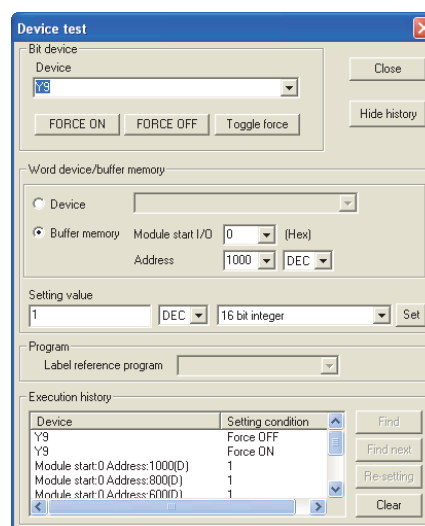 Device test
Bit device
Device
Y9
Close
FORCE ON FORCE OFF Toggle force
Hide history
Word device/buffer memory
Device
Buffer memory Module start I/O 0 (Hex)
Address 1000 DEC
Setting value
1 DEC 16 bit integer Set
Program
Label reference program
Execution history
Device Setting condition Find
Y9 Force OFF
Y9 Force ON Find next
Module start:0 Address:1000(D) 1
Module start:0 Address:800(D) 1 Re-setting
Module start:0 Address:600(D) 1
Clear